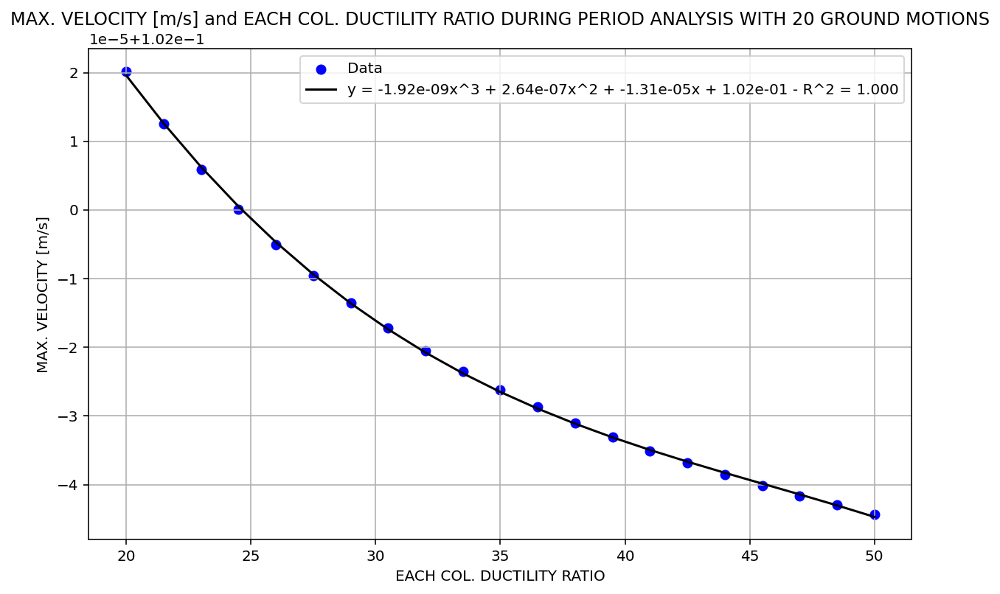 MAX. VELOCITY [m/s] and EACH COL. DUCTILITY RATIO DURING PERIOD ANALYSIS WITH 20 GROUND MOTIONS
1e−5+1.02e−1
Data
y = -1.92e-09x^3 + 2.64e-07x^2 + -1.31e-05x + 1.02e-01 - R^2 = 1.000
2
1
0
−1
−2
−3
−4
MAX. VELOCITY [m/s]
20 25 30 35 40 45 50
EACH COL. DUCTILITY RATIO